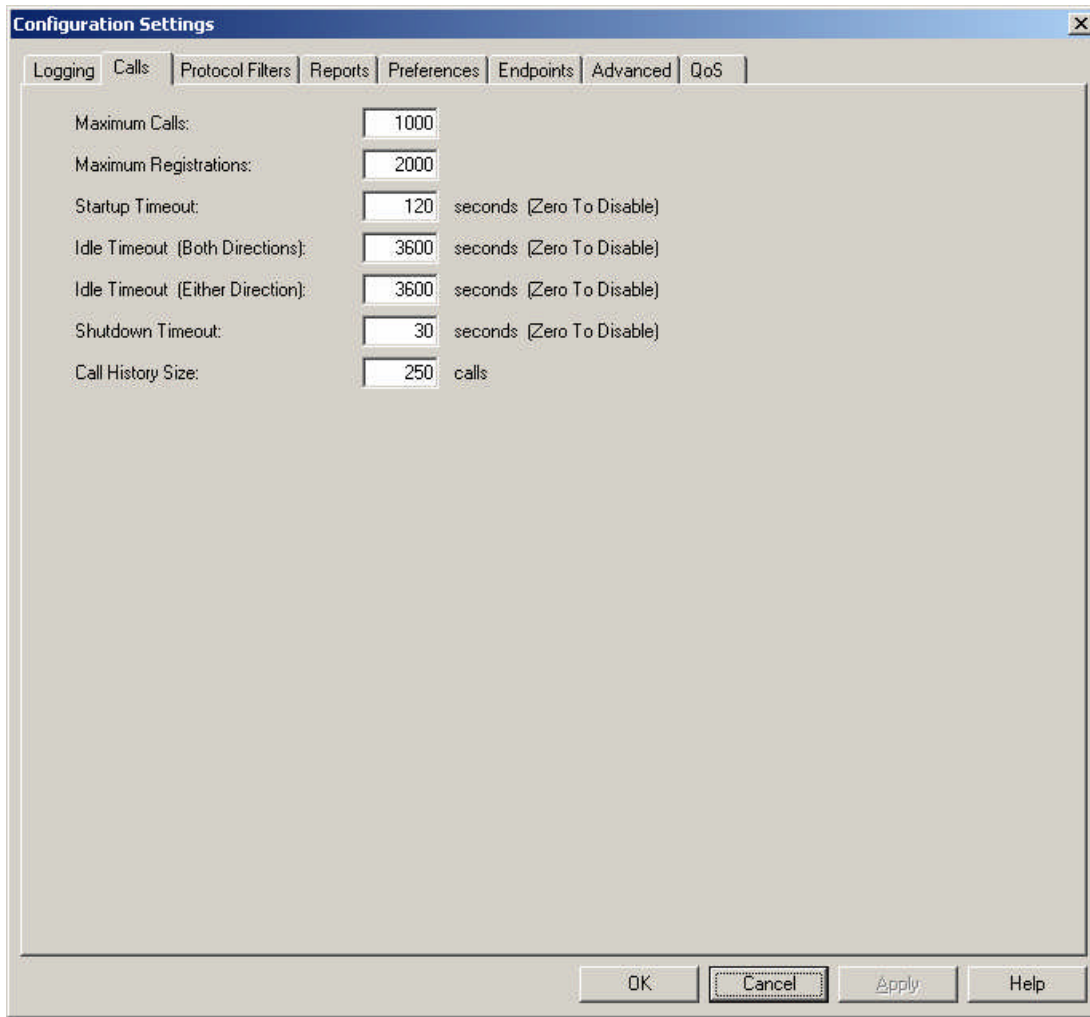 Configuration Settings
Logging Calls Protocol Filters Reports Preferences Endpoints Advanced QoS
Maximum Calls: 1000
Maximum Registrations: 2000
Startup Timeout: 120 seconds (Zero To Disable)
Idle Timeout (Both Directions): 3600 seconds (Zero To Disable)
Idle Timeout (Either Direction): 3600 seconds (Zero To Disable)
Shutdown Timeout: 30 seconds (Zero To Disable)
Call History Size: 250 calls
OK Cancel Apply Help